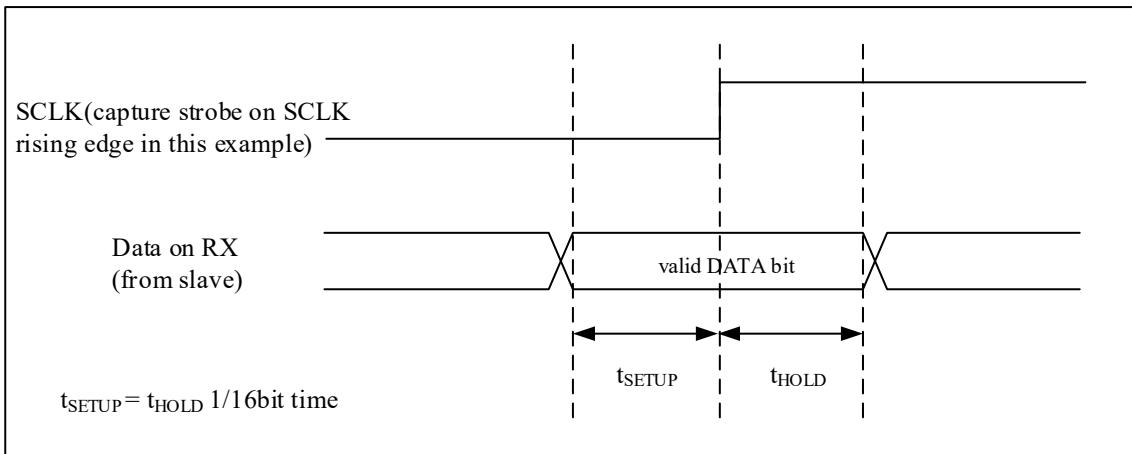 SCLK(capture strobe on SCLK
rising edge in this example)
Data on RX
(from slave)
valid DATA bit
tSETUP
tHOLD
tSETUP = tHOLD 1/16bit time